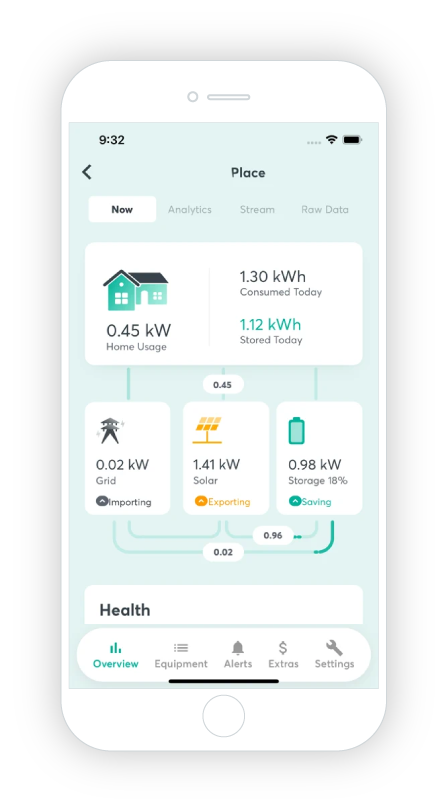 9:32
Place
Now Analytics Stream Raw Data
1.30 kWh
Consumed Today
0.45 kW
Home Usage
1.12 kWh
Stored Today
0.45
0.02 kW
Grid
Importing
1.41 kW
Solar
Exporting
0.98 kW
Storage 18%
Saving
0.96
0.02
Health
Overview Equipment Alerts Extras Settings